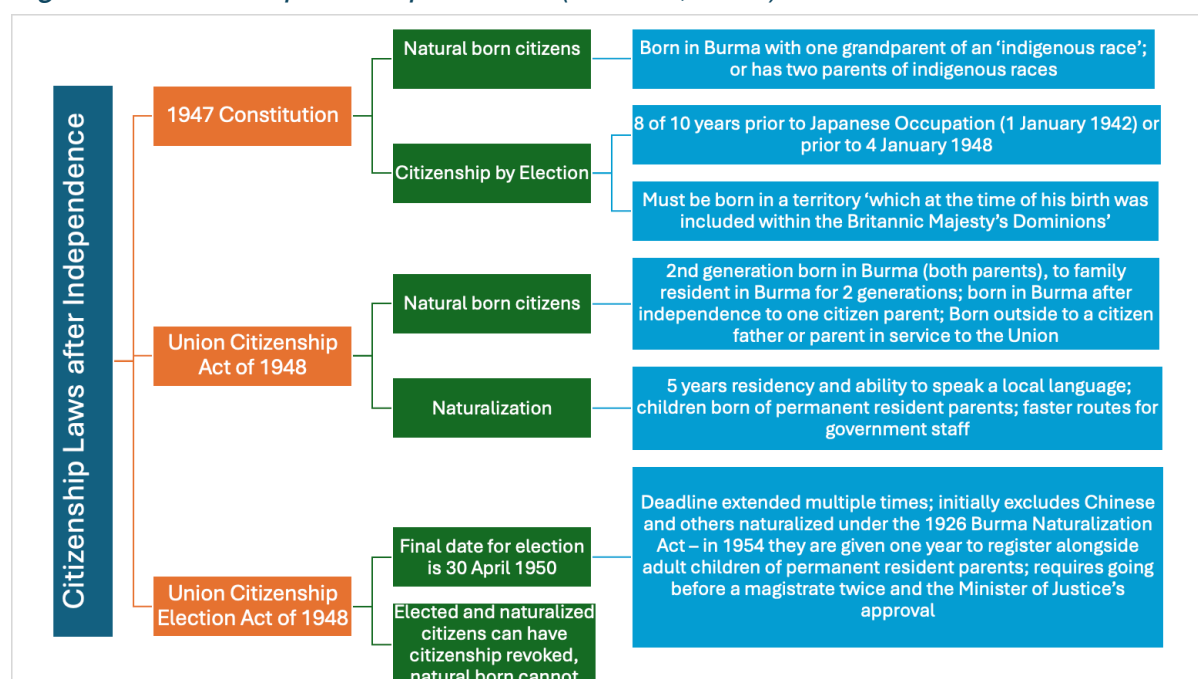 Citizenship Laws after Independence
1947 Constitution
Natural born citizens
Born in Burma with one grandparent of an ‘indigenous race’;
or has two parents of indigenous races
Citizenship by Election
8 of 10 years prior to Japanese Occupation (1 January 1942) or
prior to 4 January 1948
Must be born in a territory ‘which at the time of his birth was
included within the Britannic Majesty’s Dominions’
Union Citizenship
Act of 1948
Natural born citizens
2nd generation born in Burma (both parents), to family
resident in Burma for 2 generations; born in Burma after
independence to one citizen parent; Born outside to a citizen
father or parent in service to the Union
Naturalization
5 years residency and ability to speak a local language;
children born of permanent resident parents; faster routes for
government staff
Union Citizenship
Election Act of 1948
Final date for election
is 30 April 1950
Deadline extended multiple times; initially excludes Chinese
and others naturalized under the 1926 Burma Naturalization
Act – in 1954 they are given one year to register alongside
adult children of permanent resident parents; requires going
before a magistrate twice and the Minister of Justice’s
approval
Elected and naturalized
citizens can have
citizenship revoked,
natural born cannot